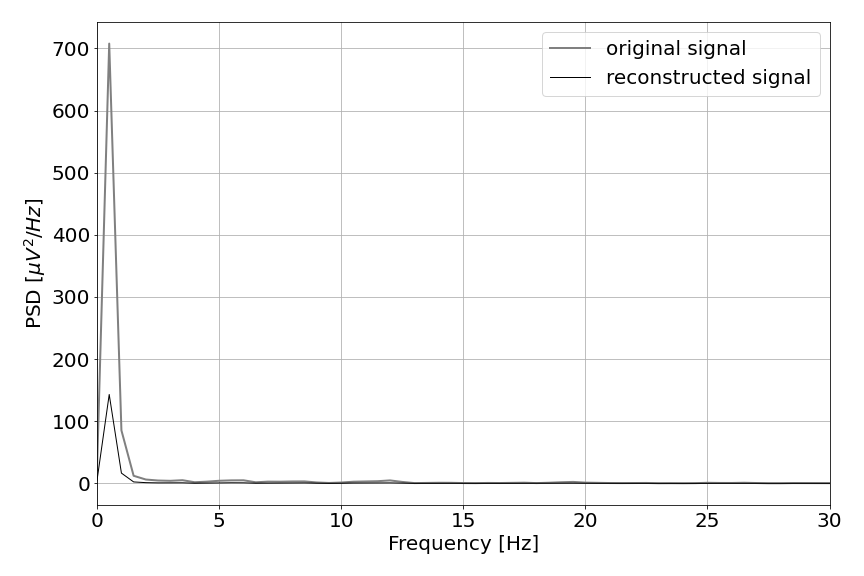 original signal
reconstructed signal
700
600
500
400
300
200
100
0
PSD [μV²/Hz]
0 5 10 15 20 25 30
Frequency [Hz]